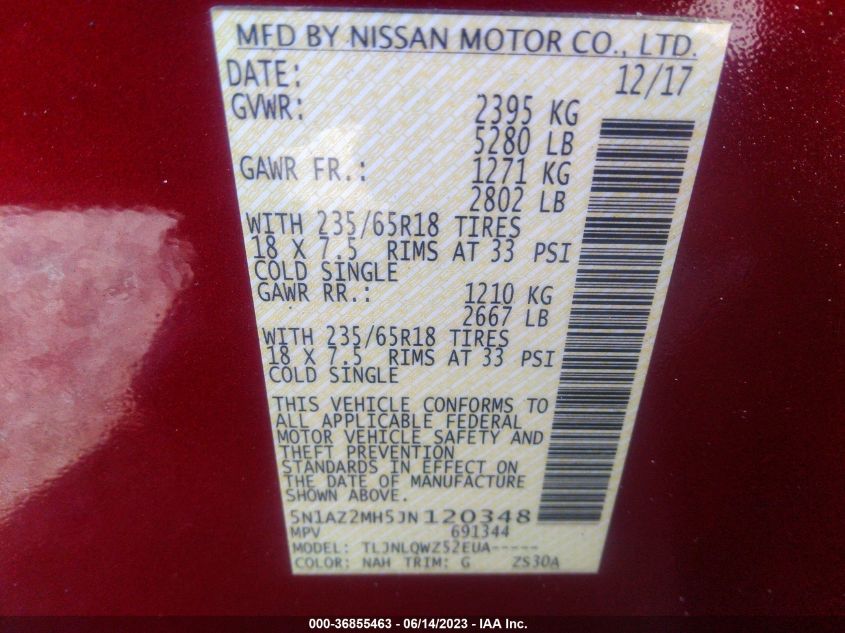 MFD BY NISSAN MOTOR CO., LTD.
DATE: 12/17
GVWR: 2395 KG
5280 LB
GAWR FR.: 1271 KG
2802 LB
WITH 235/65R18 TIRES
18 X 7.5 RIMS AT 33 PSI
COLD SINGLE
GAWR RR.: 1210 KG
2667 LB
WITH 235/65R18 TIRES
18 X 7.5 RIMS AT 33 PSI
COLD SINGLE
THIS VEHICLE CONFORMS TO
ALL APPLICABLE FEDERAL
MOTOR VEHICLE SAFETY AND
THEFT PREVENTION
STANDARDS IN EFFECT ON
THE DATE OF MANUFACTURE
SHOWN ABOVE.
5N1AZ2MH5JN120348
MPV 691344
MODEL: TLJNLQWZ52EUA-----
COLOR: NAH TRIM: G ZS30A
000-36855463 - 06/14/2023 - IAA Inc.